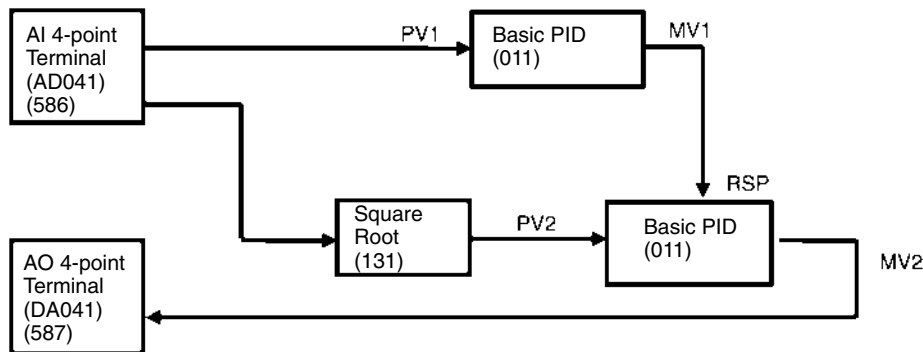 AI 4-point
Terminal
(AD041)
(586)
PV1
Basic PID
(011)
MV1
RSP
Square
Root
(131)
PV2
Basic PID
(011)
MV2
AO 4-point
Terminal
(DA041)
(587)